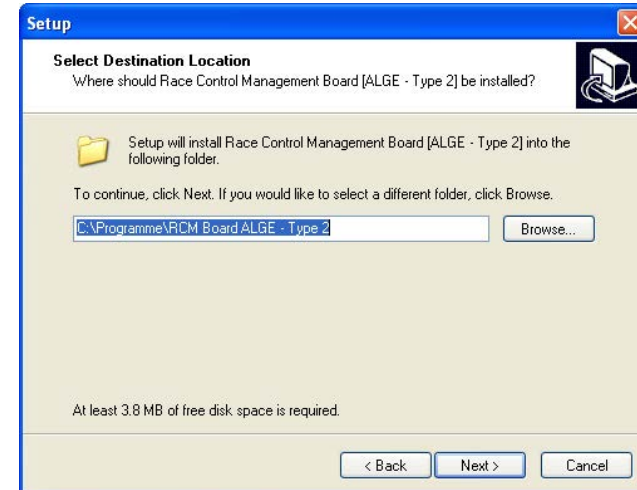 Setup
Select Destination Location
Where should Race Control Management Board [ALGE - Type 2] be installed?
Setup will install Race Control Management Board [ALGE - Type 2] into the
following folder.
To continue, click Next. If you would like to select a different folder, click Browse.
C:\Programme\RCM Board ALGE - Type 2
Browse...
At least 3.8 MB of free disk space is required.
< Back
Next >
Cancel